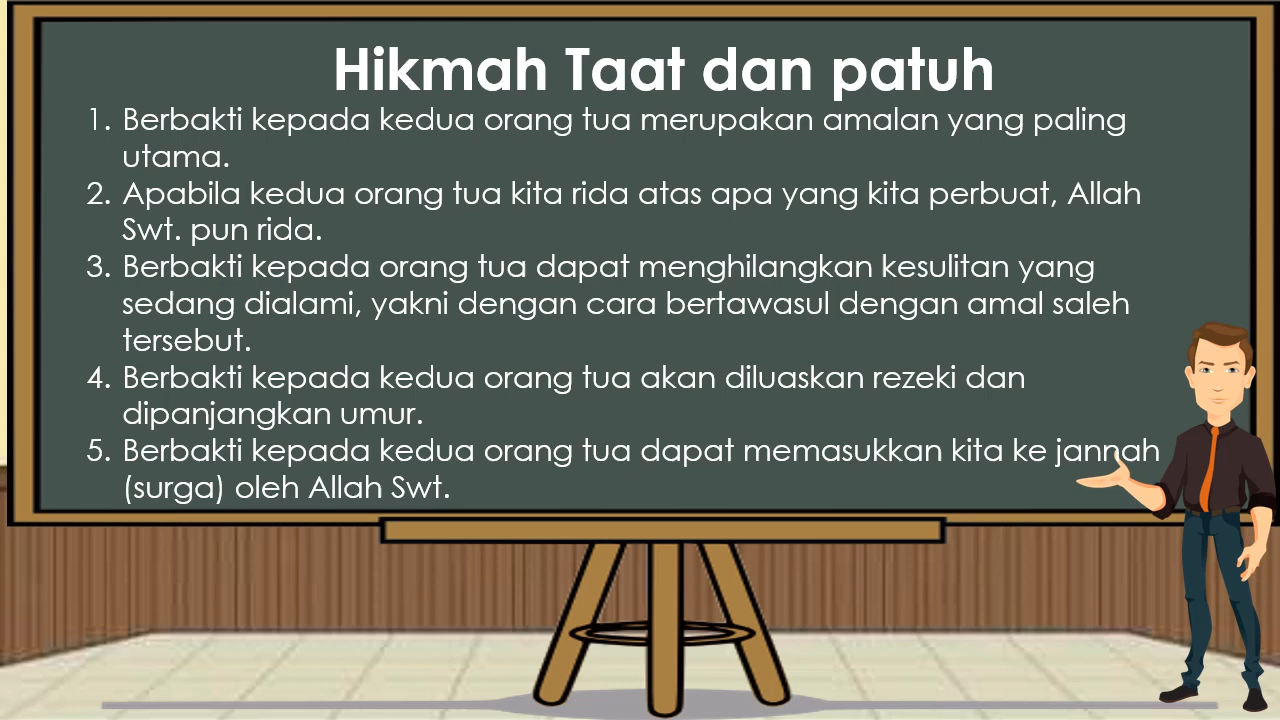 Hikmah Taat dan patuh
1. Berbakti kepada kedua orang tua merupakan amalan yang paling
utama.
2. Apabila kedua orang tua kita rida atas apa yang kita perbuat, Allah
Swt. pun rida.
3. Berbakti kepada orang tua dapat menghilangkan kesulitan yang
sedang dialami, yakni dengan cara bertawasul dengan amal saleh
tersebut.
4. Berbakti kepada kedua orang tua akan diluaskan rezeki dan
dipanjangkan umur.
5. Berbakti kepada kedua orang tua dapat memasukkan kita ke jannah
(surga) oleh Allah Swt.